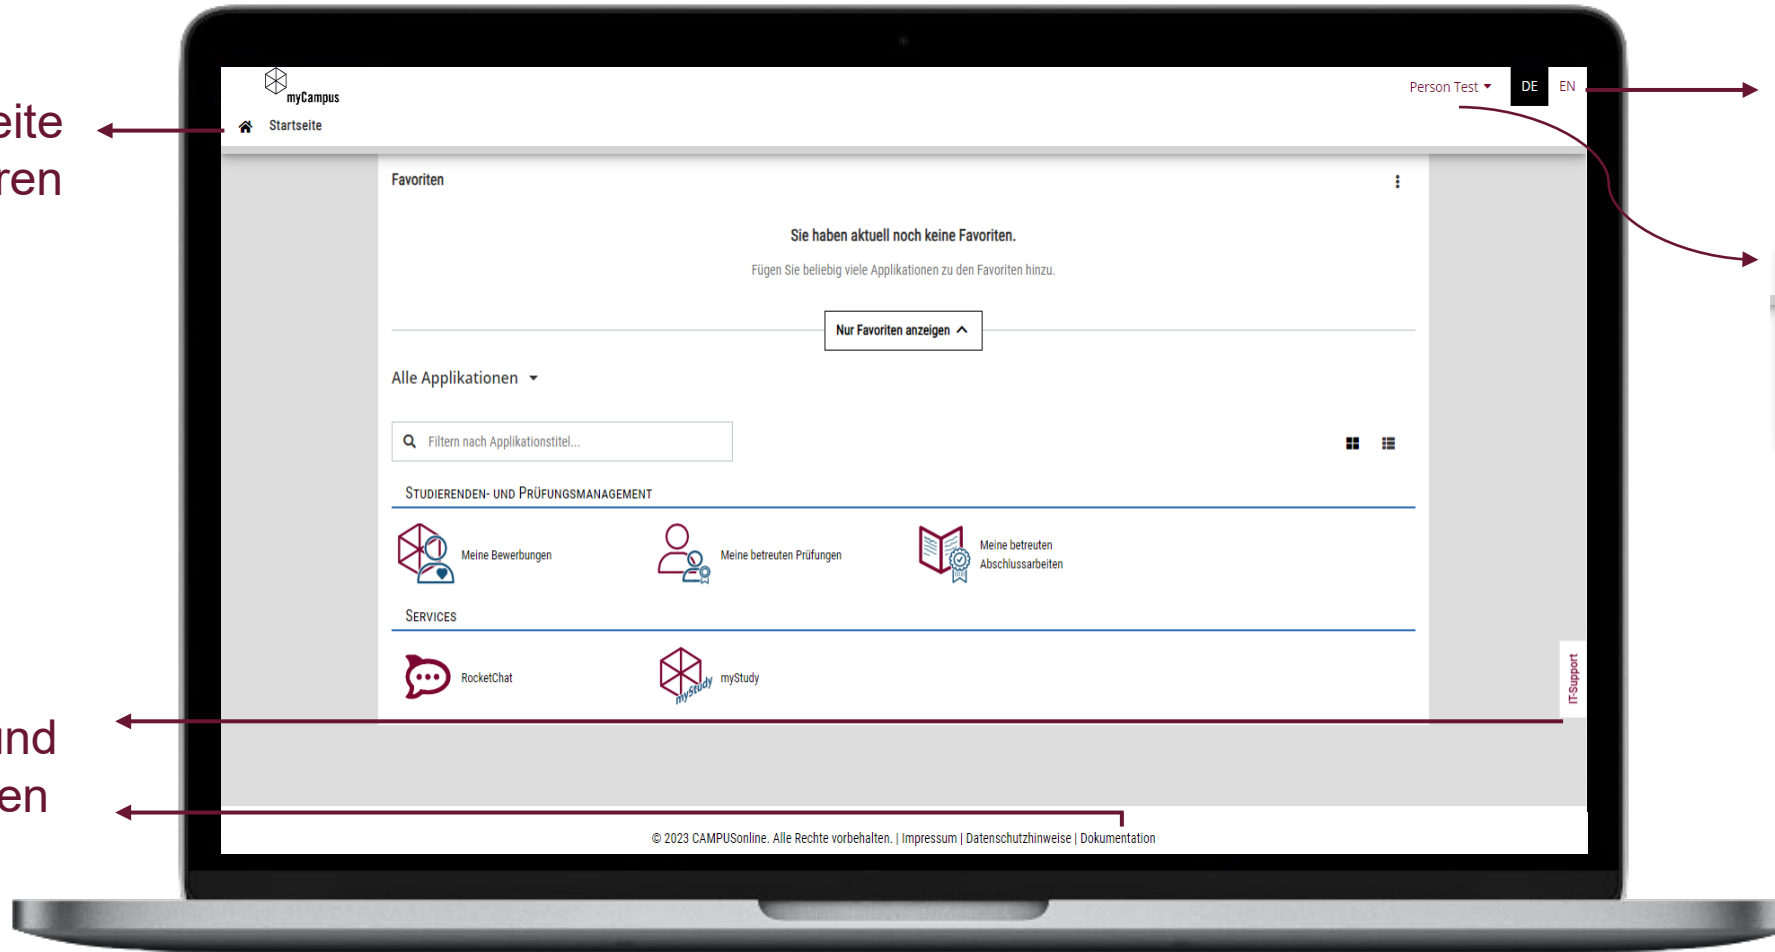 myCampus
Person Test
DE
EN
Startseite
eite
ren
Favoriten
Sie haben aktuell noch keine Favoriten.
Fügen Sie beliebig viele Applikationen zu den Favoriten hinzu.
Nur Favoriten anzeigen
Alle Applikationen
Filtern nach Applikationstitel...
STUDIERENDEN- UND PRÜFUNGSMANAGEMENT
Meine Bewerbungen
Meine betreuten Prüfungen
Meine betreuten
Abschlussarbeiten
SERVICES
RocketChat
myStudy
myStudy
IT-Support
und
en
© 2023 CAMPUSonline. Alle Rechte vorbehalten. | Impressum | Datenschutzhinweise | Dokumentation